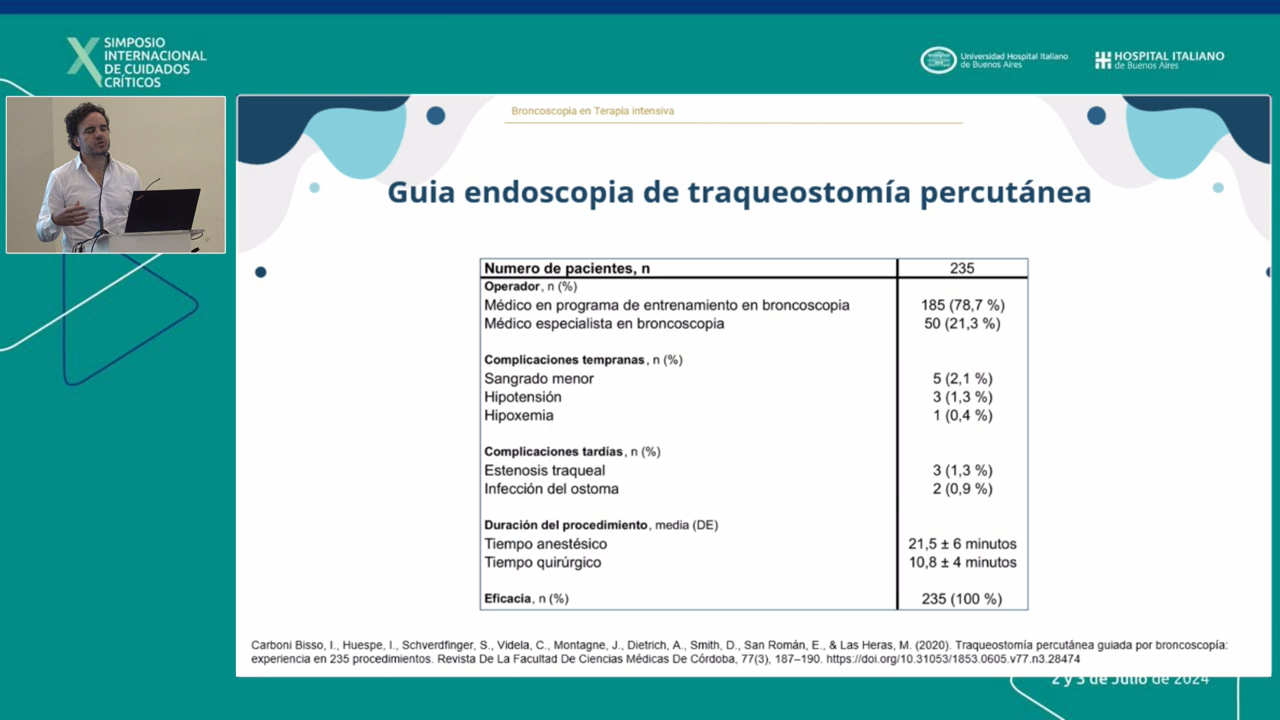 SIMPOSIO
INTERNACIONAL
DE CUIDADOS
CRÍTICOS
Universidad Hospital Italiano
de Buenos Aires
HOSPITAL ITALIANO
de Buenos Aires
Broncoscopia en Terapia intensiva
Guia endoscopia de traqueostomía percutánea
Numero de pacientes, n 235
Operador, n (%)
Médico en programa de entrenamiento en broncoscopia 185 (78,7 %)
Médico especialista en broncoscopia 50 (21,3 %)
Complicaciones tempranas, n (%)
Sangrado menor 5 (2,1 %)
Hipotensión 3 (1,3 %)
Hipoxemia 1 (0,4 %)
Complicaciones tardías, n (%)
Estenosis traqueal 3 (1,3 %)
Infección del ostoma 2 (0,9 %)
Duración del procedimiento, media (DE)
Tiempo anestésico 21,5 ± 6 minutos
Tiempo quirúrgico 10,8 ± 4 minutos
Eficacia, n (%) 235 (100 %)
Carboni Bisso, I., Huespe, I., Schverdfinger, S., Videla, C., Montagne, J., Dietrich, A., Smith, D., San Román, E., & Las Heras, M. (2020). Traqueostomía percutánea guiada por broncoscopía:
experiencia en 235 procedimientos. Revista De La Facultad De Ciencias Médicas De Córdoba, 77(3), 187–190. https://doi.org/10.31053/1853.0605.v77.n3.28474
2 y 3 de Julio de 2024